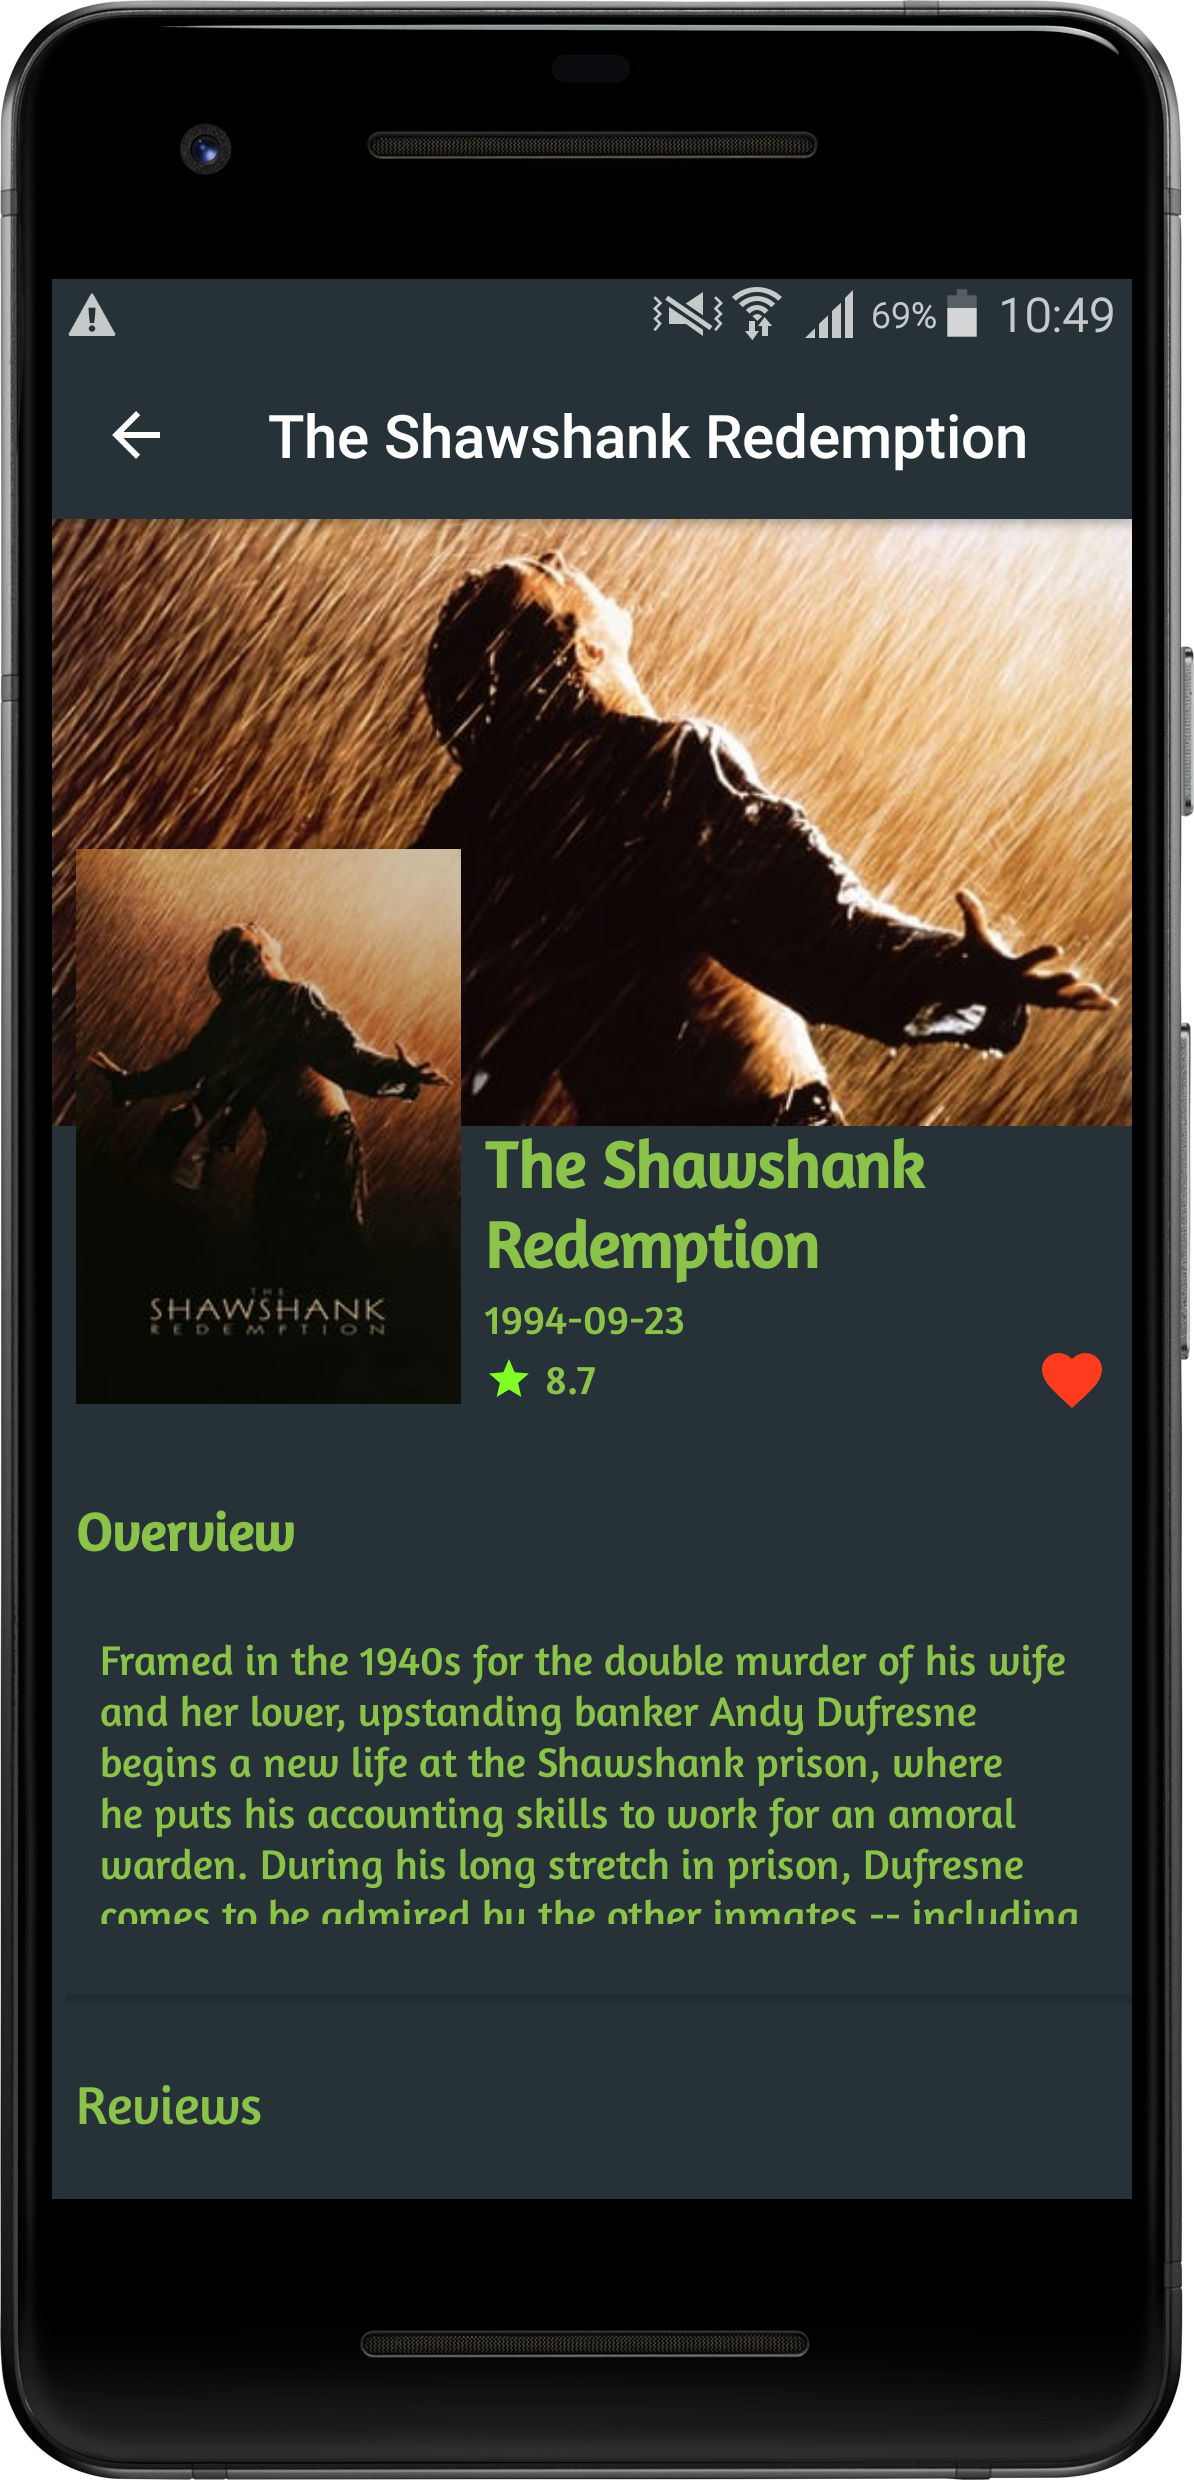 69% 10:49
The Shawshank Redemption
THE
SHAWSHANK
REDEMPTION
The Shawshank
Redemption
1994-09-23
8.7
Overview
Framed in the 1940s for the double murder of his wife
and her lover, upstanding banker Andy Dufresne
begins a new life at the Shawshank prison, where
he puts his accounting skills to work for an amoral
warden. During his long stretch in prison, Dufresne
comes to be admired by the other inmates -- including
Reviews